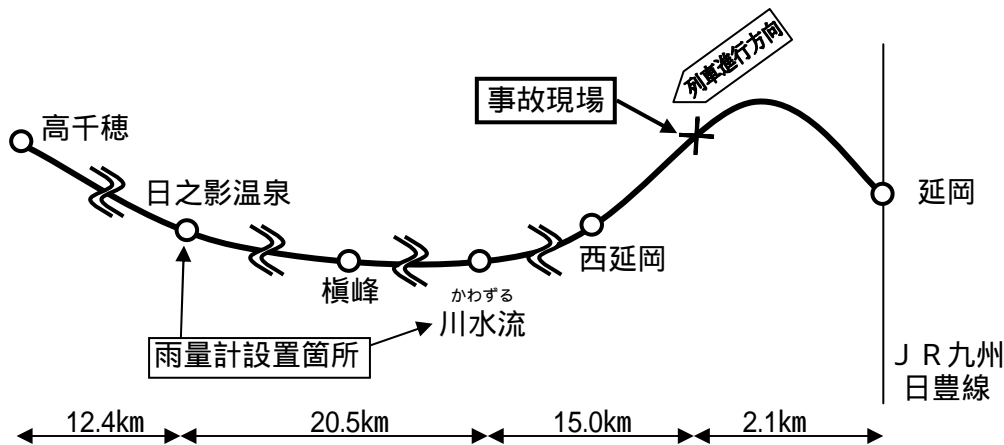 列車進行方向
事故現場
高千穂
日之影温泉
延岡
西延岡
槇峰
かわずる
川水流
雨量計設置箇所
ＪＲ九州
日豊線
12.4km
20.5km
15.0km
2.1km